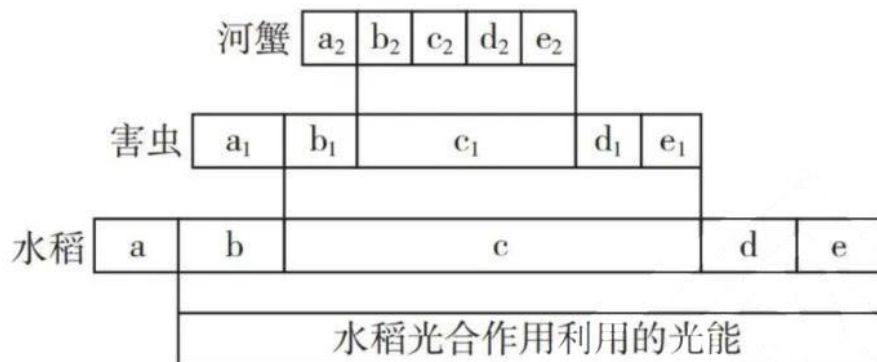 河蟹 a₂ b₂ c₂ d₂ e₂
害虫 a₁ b₁ c₁ d₁ e₁
水稻 a b c d e
水稻光合作用利用的光能